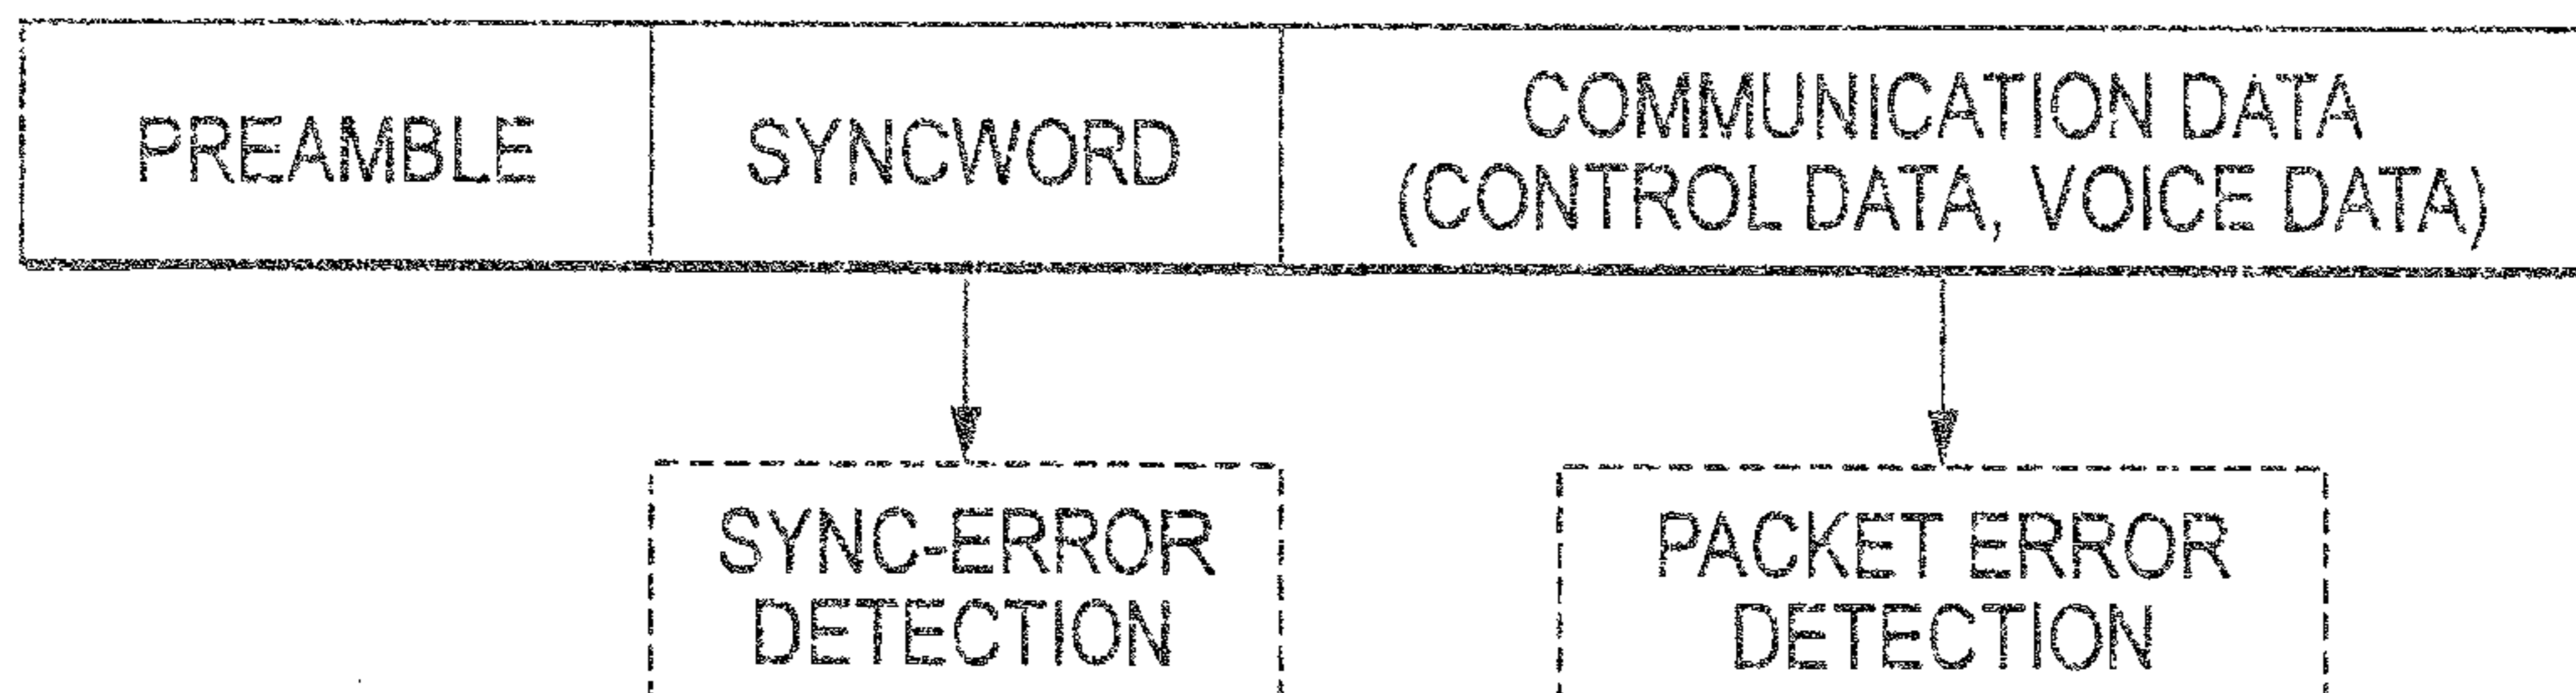 PREAMBLE
SYNCWORD
COMMUNICATION DATA
(CONTROL DATA, VOICE DATA)
SYNC-ERROR
DETECTION
PACKET ERROR
DETECTION